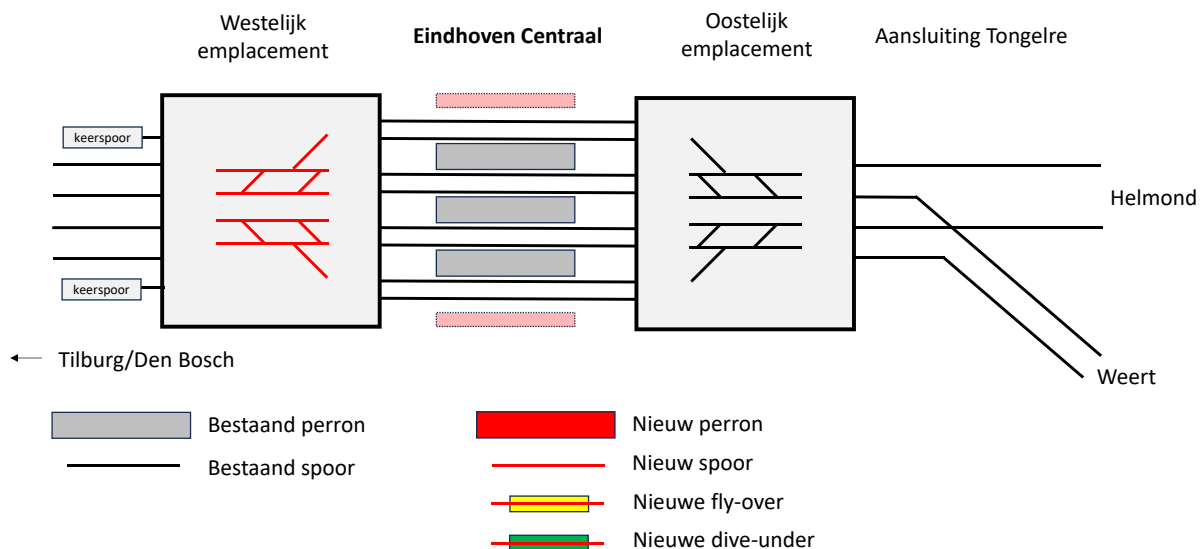 Westelijk
emplacement
Eindhoven Centraal
Oostelijk
emplacement
Aansluiting Tongelre
keerspoor
Helmond
keerspoor
Tilburg/Den Bosch
Weert
Bestaand perron
Nieuw perron
Bestaand spoor
Nieuw spoor
Nieuwe fly-over
Nieuwe dive-under